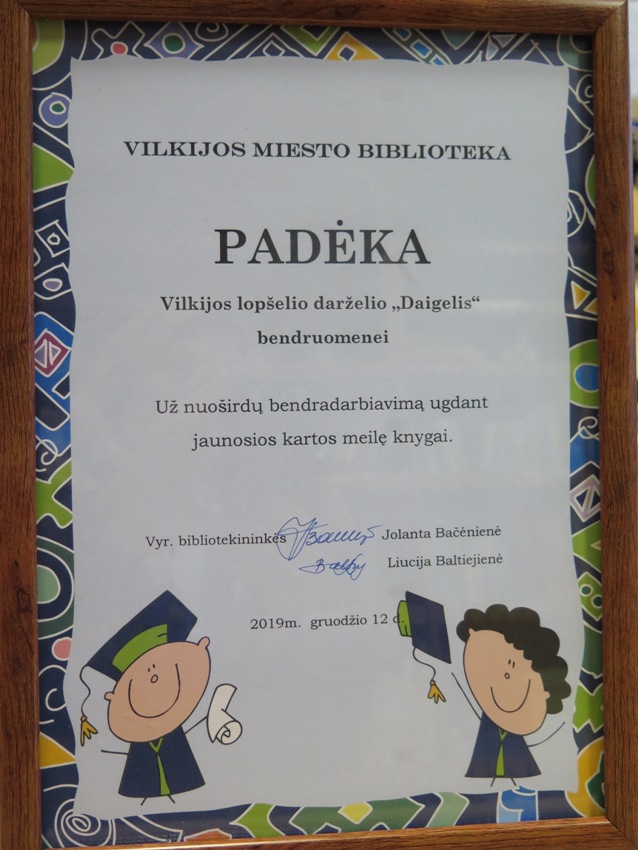 VILKIJOS MIESTO BIBLIOTEKA
PADĖKA
Vilkijos lopšelio darželio „Daigelis“
bendruomenei
Už nuoširdų bendradarbiavimą ugdant
jaunosios kartos meilę knygai.
Vyr. bibliotekininkės Jolanta Bačėnienė
Liucija Baltiejienė
2019m. gruodžio 12 d.